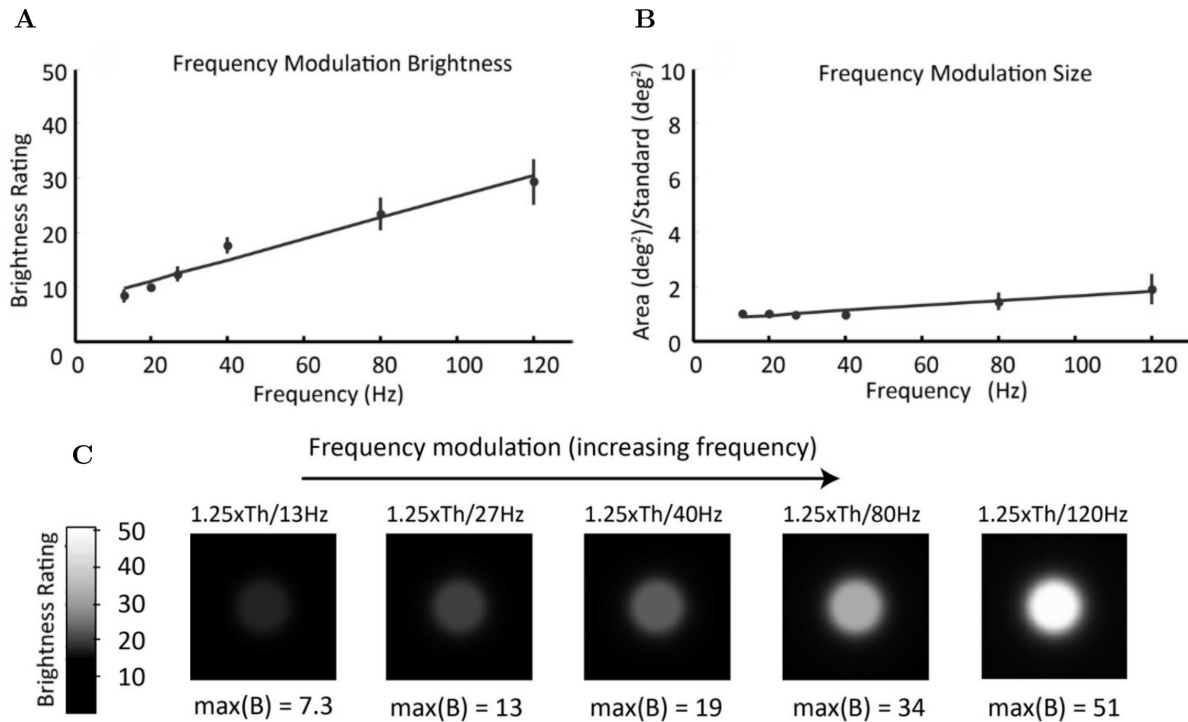 A
Frequency Modulation Brightness
Brightness Rating
50
40
30
20
10
0
0 20 40 60 80 100 120
Frequency (Hz)
B
Frequency Modulation Size
Area (deg²)/Standard (deg²)
10
8
6
4
2
0
0 20 40 60 80 100 120
Frequency (Hz)
C
Frequency modulation (increasing frequency)
Brightness Rating
50
40
30
20
10
1.25xTh/13Hz 1.25xTh/27Hz 1.25xTh/40Hz 1.25xTh/80Hz 1.25xTh/120Hz
max(B) = 7.3 max(B) = 13 max(B) = 19 max(B) = 34 max(B) = 51